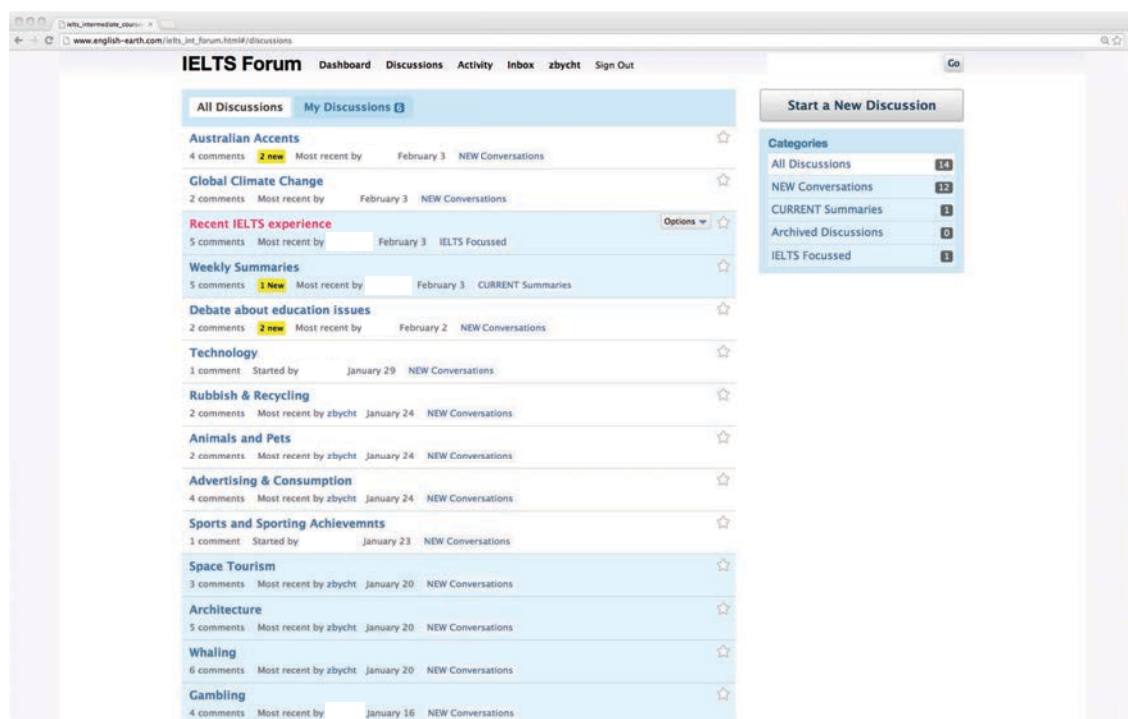 ielts_intermediate_course
www.english-earth.com/ielts_int_forum.html#/discussions
IELTS Forum Dashboard Discussions Activity Inbox zbycht Sign Out Go
All Discussions My Discussions 6
Australian Accents
4 comments 2 new Most recent by February 3 NEW Conversations
Global Climate Change
2 comments Most recent by February 3 NEW Conversations
Recent IELTS experience Options
5 comments Most recent by February 3 IELTS Focussed
Weekly Summaries
5 comments 1 New Most recent by February 3 CURRENT Summaries
Debate about education issues
2 comments 2 new Most recent by February 2 NEW Conversations
Technology
1 comment Started by January 29 NEW Conversations
Rubbish & Recycling
2 comments Most recent by zbycht January 24 NEW Conversations
Animals and Pets
2 comments Most recent by zbycht January 24 NEW Conversations
Advertising & Consumption
4 comments Most recent by zbycht January 24 NEW Conversations
Sports and Sporting Achievemnts
1 comment Started by January 23 NEW Conversations
Space Tourism
3 comments Most recent by zbycht January 20 NEW Conversations
Architecture
5 comments Most recent by zbycht January 20 NEW Conversations
Whaling
6 comments Most recent by zbycht January 20 NEW Conversations
Gambling
4 comments Most recent by January 16 NEW Conversations
Start a New Discussion
Categories
All Discussions 14
NEW Conversations 12
CURRENT Summaries 1
Archived Discussions 0
IELTS Focussed 1